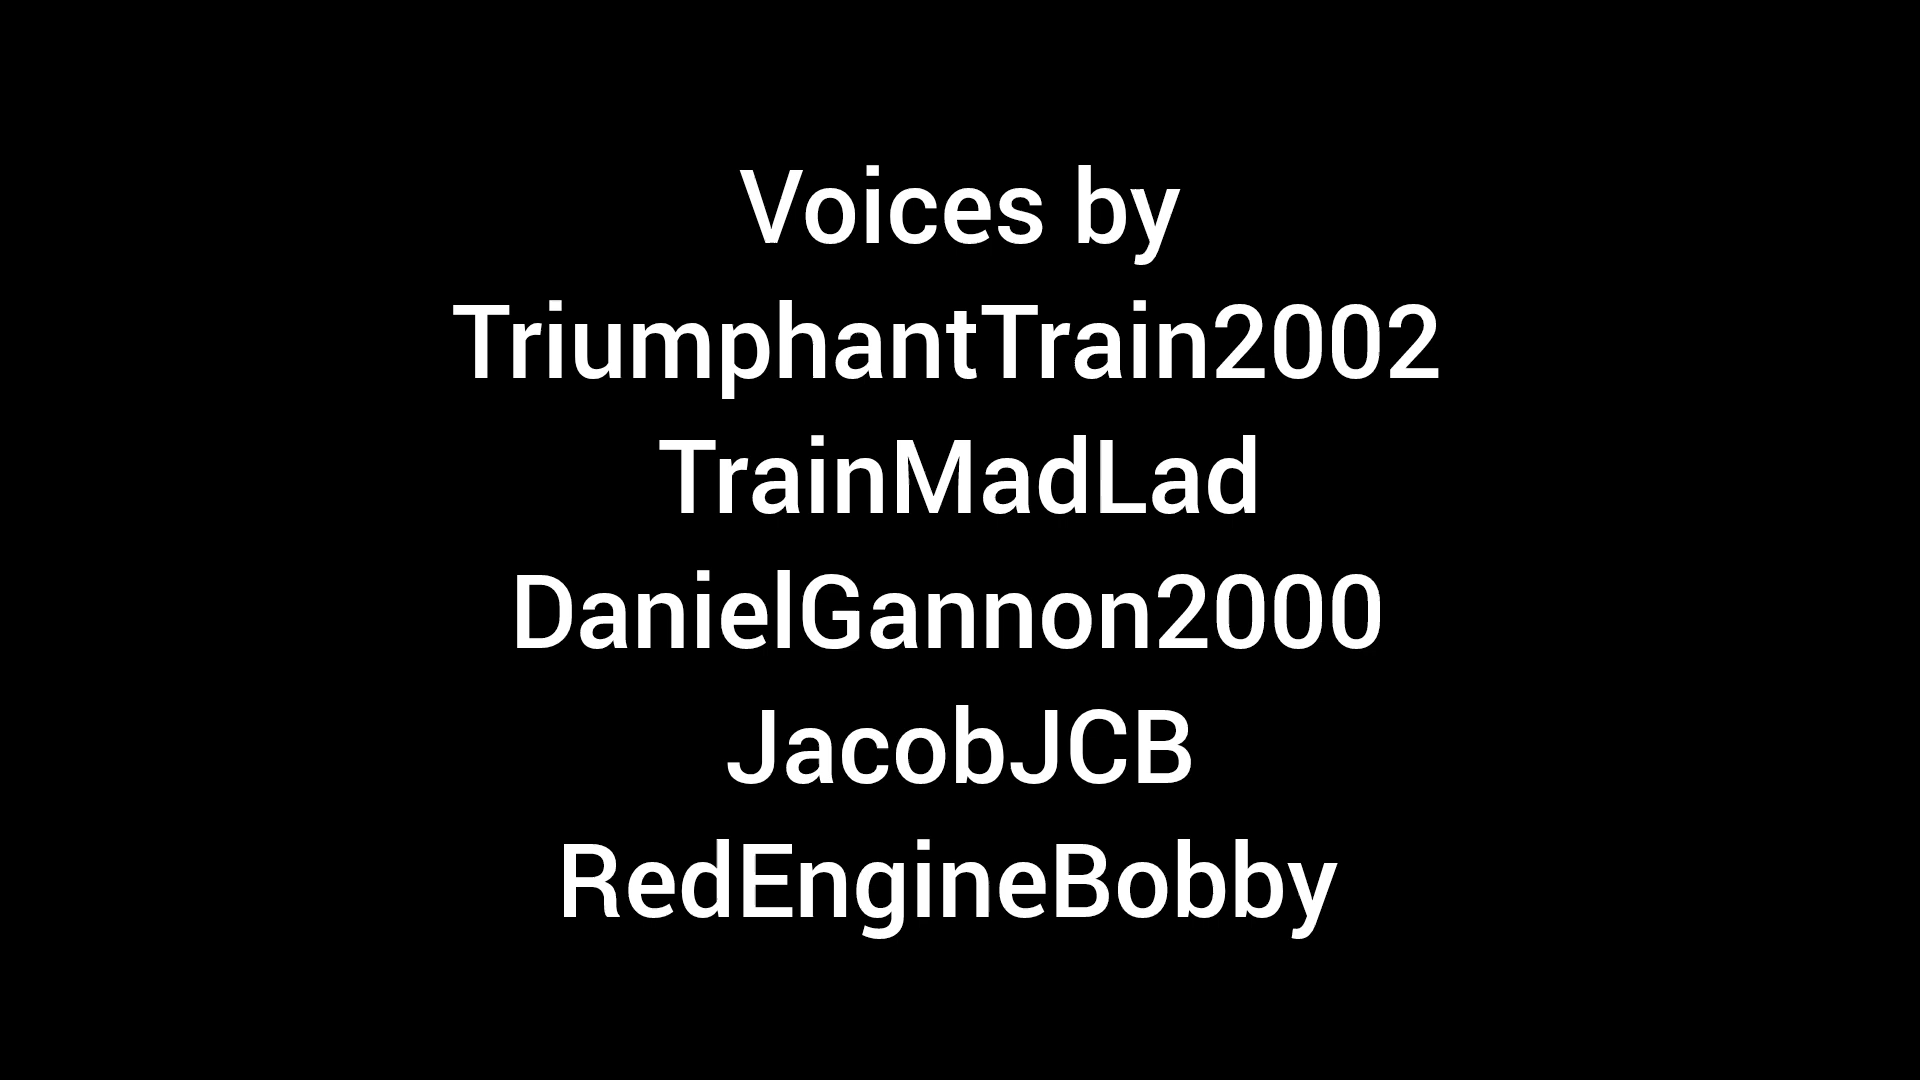 Voices by
TriumphantTrain2002
TrainMadLad
DanielGannon2000
JacobJCB
RedEngineBobby